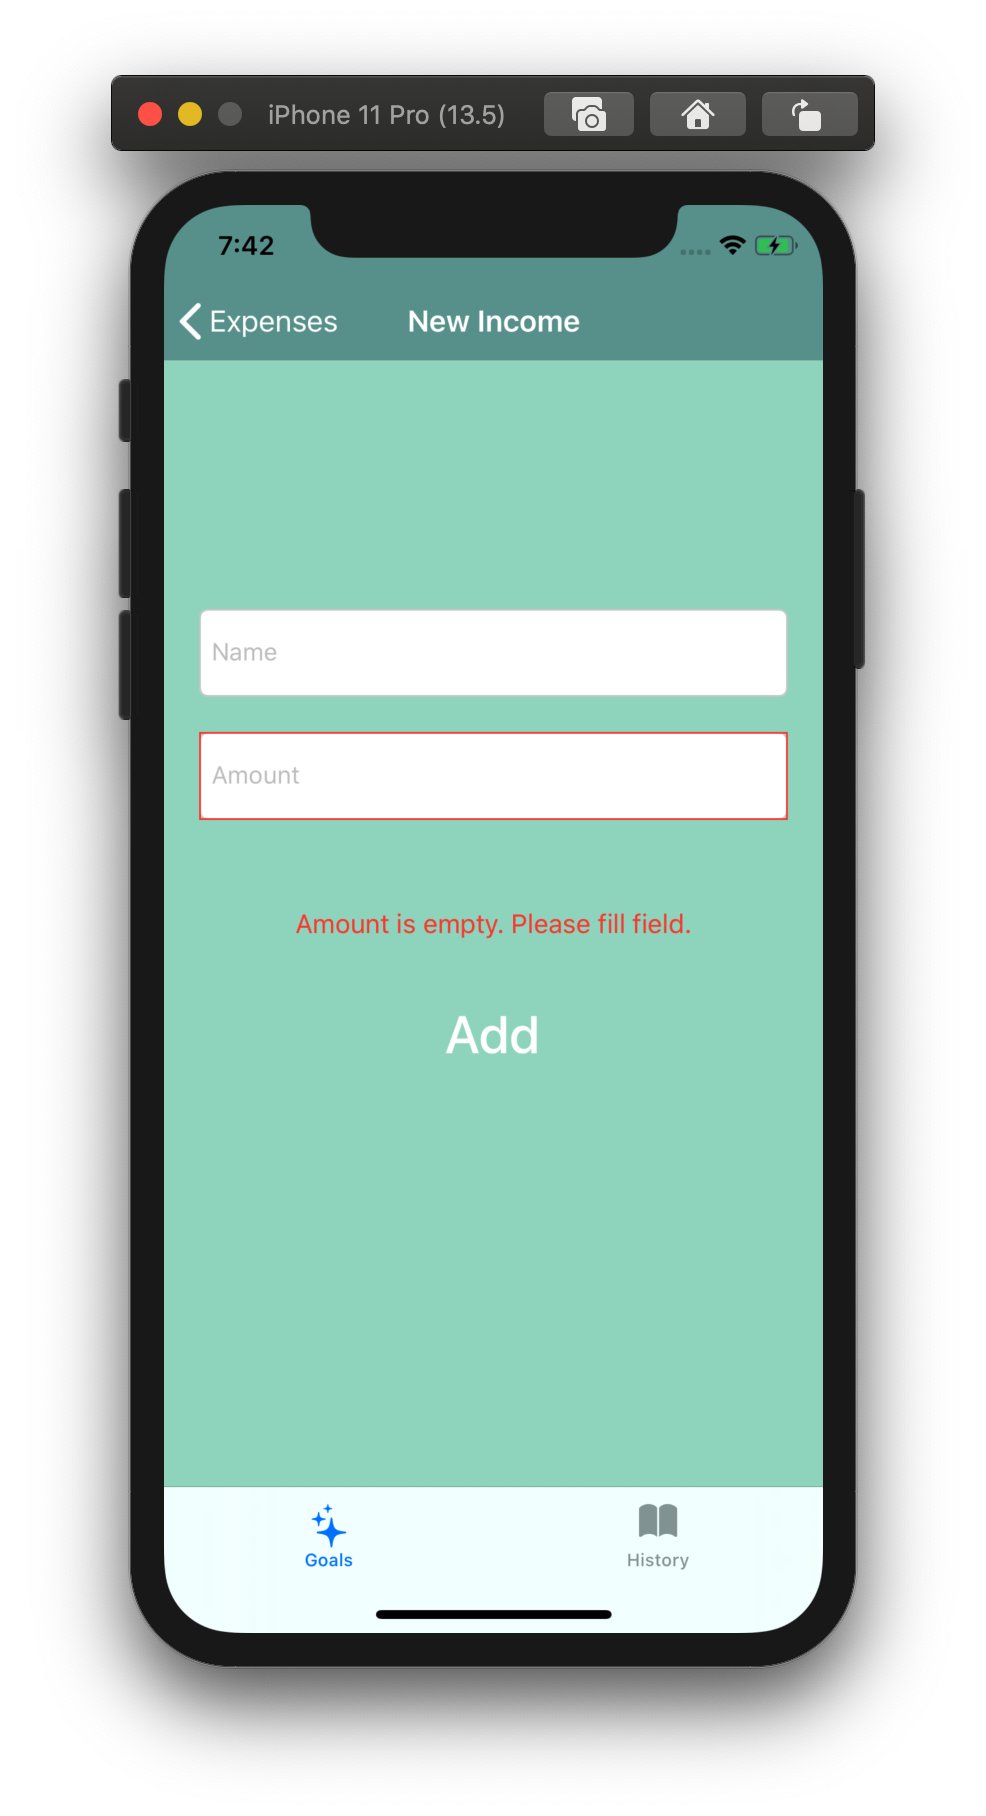 iPhone 11 Pro (13.5)
7:42
Expenses
New Income
Name
Amount
Amount is empty. Please fill field.
Add
Goals
History